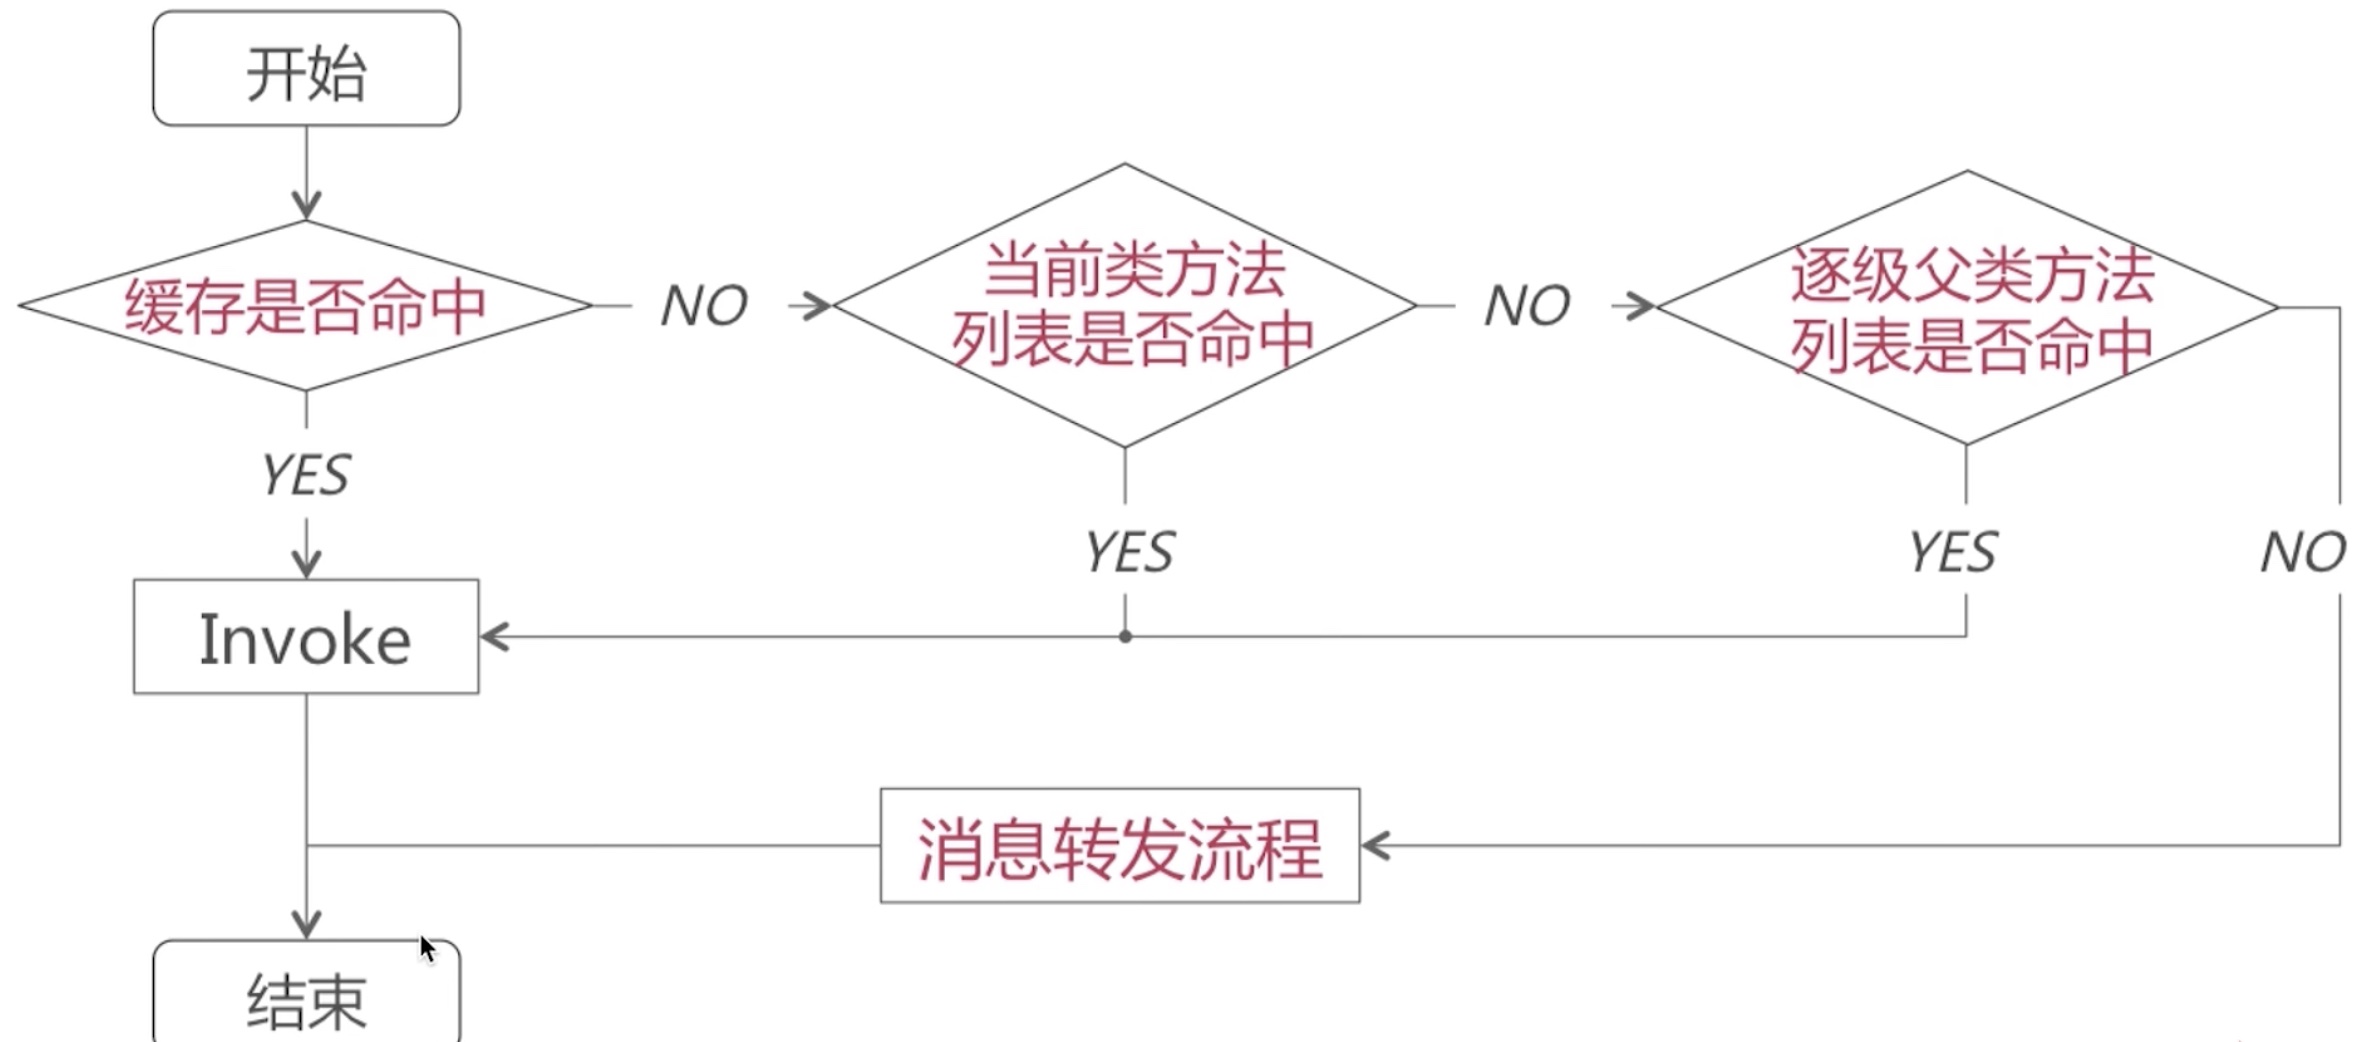 开始
缓存是否命中
NO
当前类方法
列表是否命中
NO
逐级父类方法
列表是否命中
YES
YES
YES
NO
Invoke
消息转发流程
结束